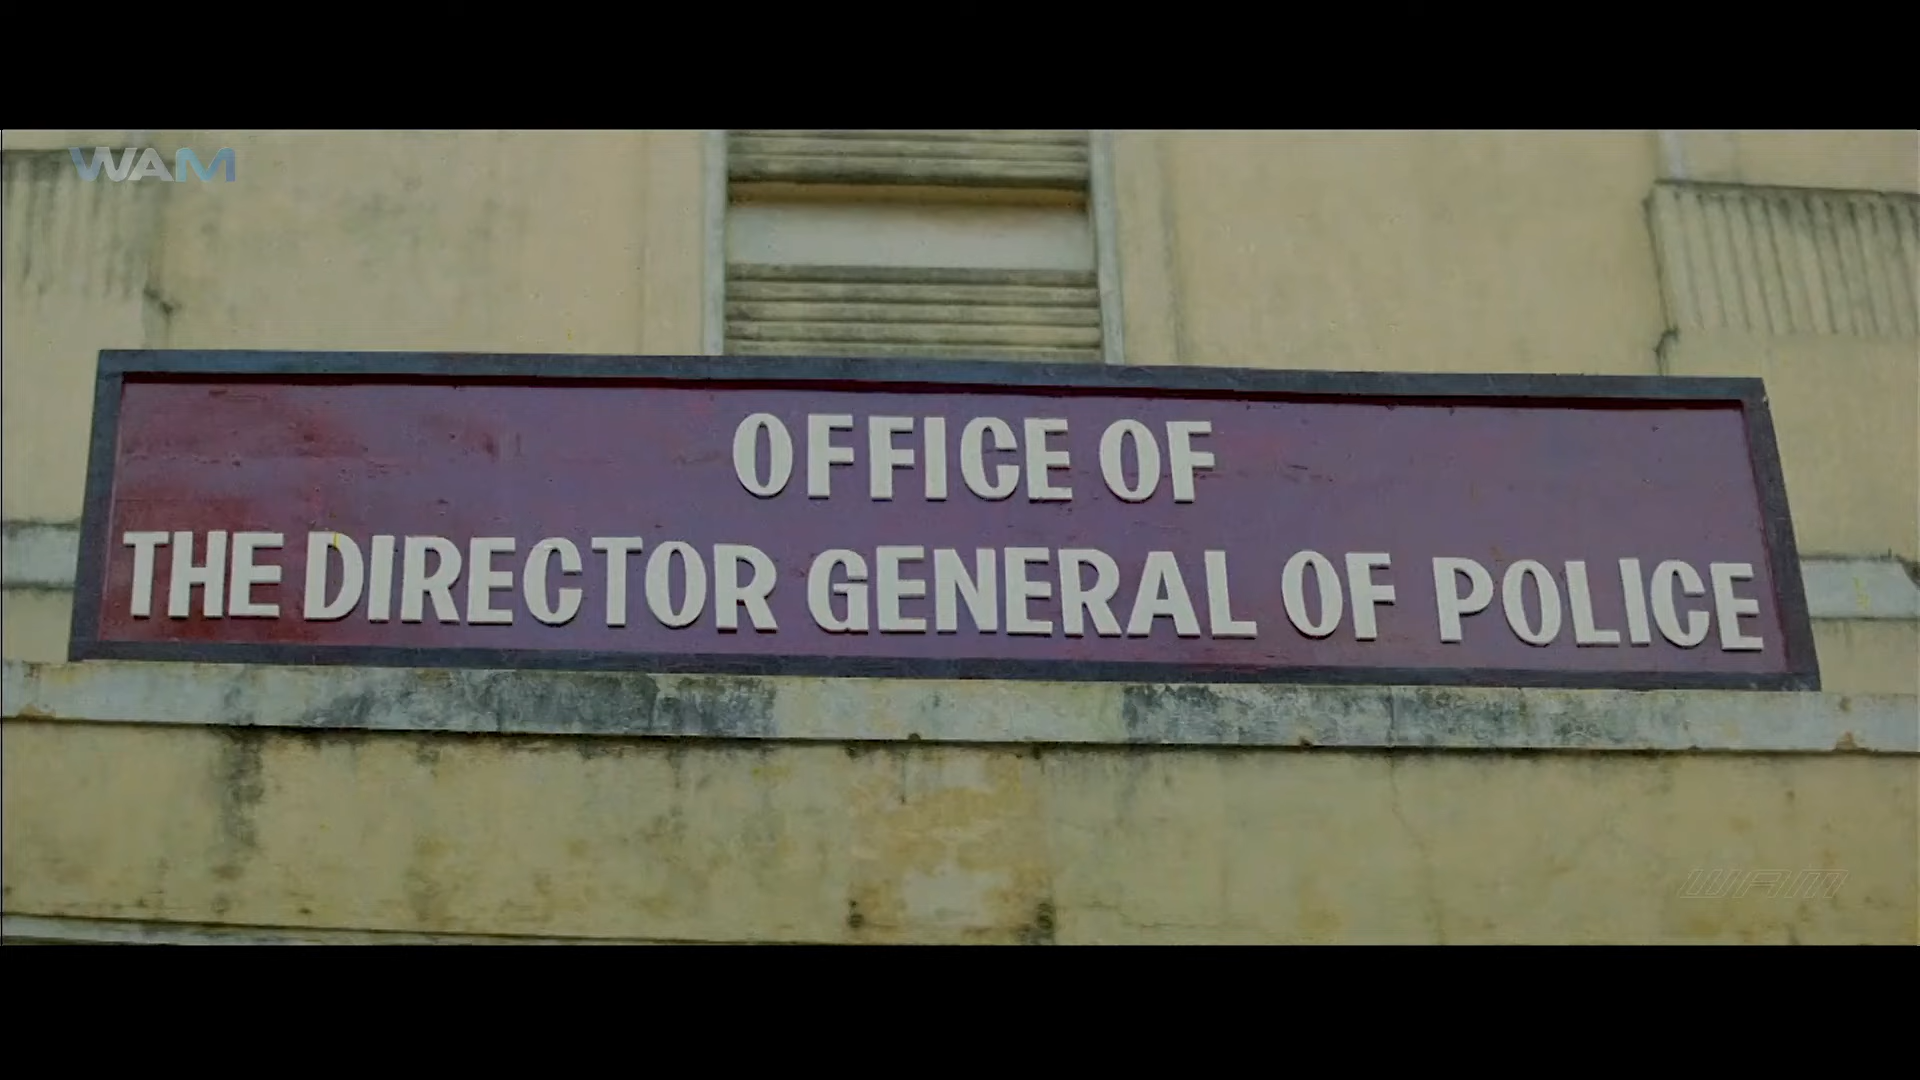 WAM
OFFICE OF
THE DIRECTOR GENERAL OF POLICE
WAM